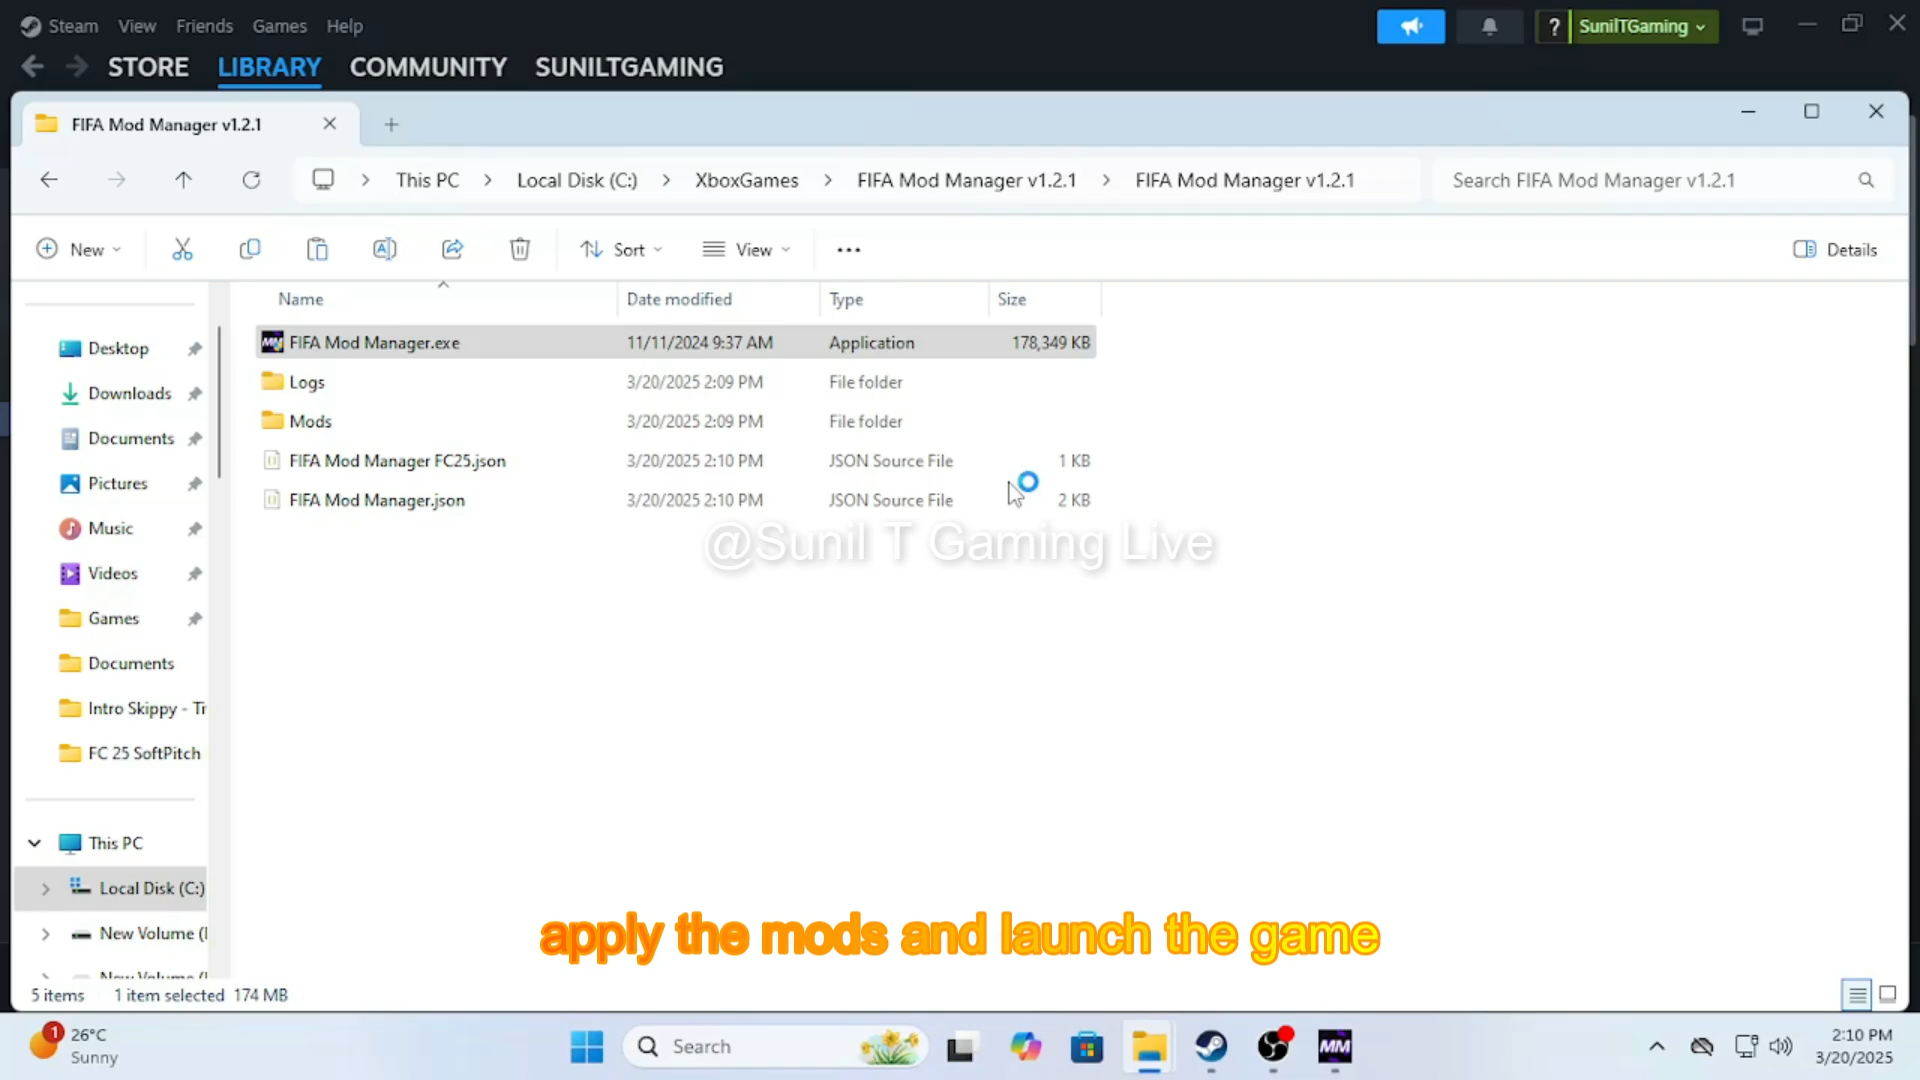 Steam View Friends Games Help
? SunilTGaming
STORE LIBRARY COMMUNITY SUNILTGAMING
FIFA Mod Manager v1.2.1
This PC > Local Disk (C:) > XboxGames > FIFA Mod Manager v1.2.1 > FIFA Mod Manager v1.2.1
Search FIFA Mod Manager v1.2.1
New Sort View Details
Name Date modified Type Size
FIFA Mod Manager.exe 11/11/2024 9:37 AM Application 178,349 KB
Logs 3/20/2025 2:09 PM File folder
Mods 3/20/2025 2:09 PM File folder
FIFA Mod Manager FC25.json 3/20/2025 2:10 PM JSON Source File 1 KB
FIFA Mod Manager.json 3/20/2025 2:10 PM JSON Source File 2 KB
Desktop
Downloads
Documents
Pictures
Music
Videos
Games
Documents
Intro Skippy - Tr
FC 25 SoftPitch
This PC
Local Disk (C:)
New Volume (
@Sunil T Gaming Live
apply the mods and launch the game
5 items 1 item selected 174 MB
1
26°C
Sunny
Search
MM
2:10 PM
3/20/2025